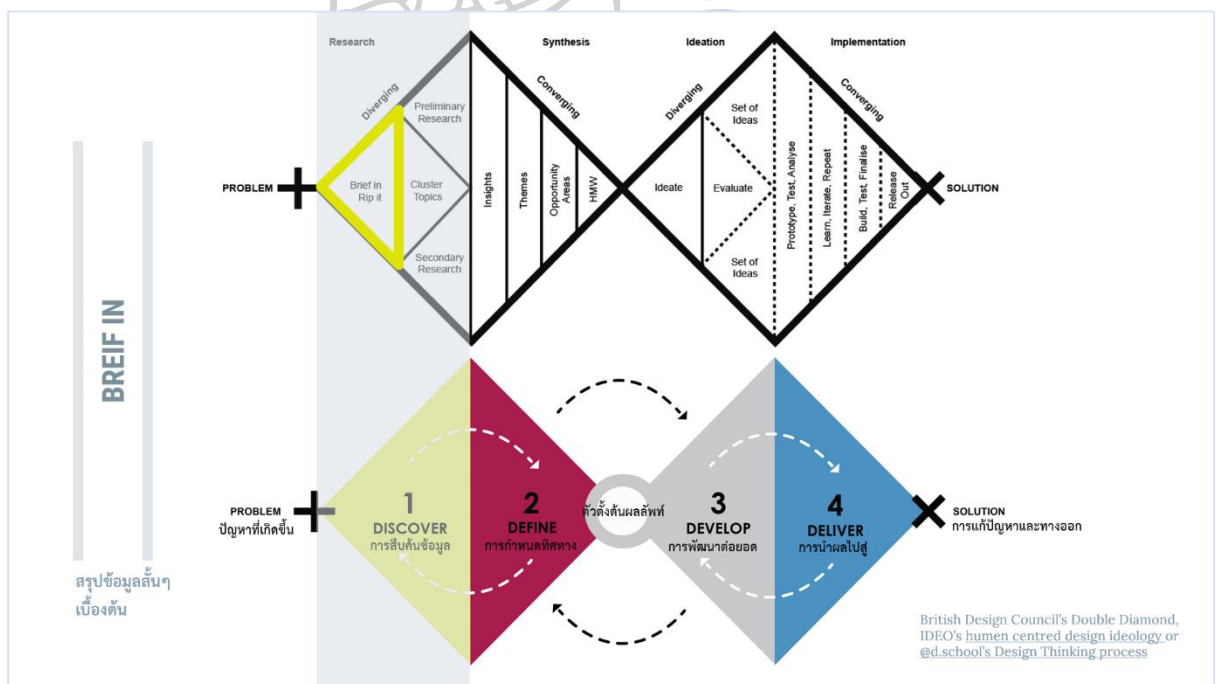 Research
Synthesis
Ideation
Implementation
Diverging
Converging
Diverging
Converging
Preliminary
Research
Brief in
Rip it
Cluster
Topics
Secondary
Research
Insights
Themes
Opportunity
Areas
HMW
Ideate
Evaluate
Set of
Ideas
Set of
Ideas
Prototype, Test, Analyse
Learn, Iterate, Repeat
Build, Test, Finalise
Release
Out
PROBLEM
SOLUTION
BREIF IN
สรุปข้อมูลสั้นๆ
เบื้องต้น
PROBLEM
ปัญหาที่เกิดขึ้น
1
DISCOVER
การสืบค้นข้อมูล
2
DEFINE
การกำหนดทิศทาง
ตัวตั้งต้นผลลัพท์
3
DEVELOP
การพัฒนาต่อยอด
4
DELIVER
การนำผลไปสู่
SOLUTION
การแก้ปัญหาและทางออก
British Design Council's Double Diamond,
IDEO's humen centred design ideology or
@d.school's Design Thinking process